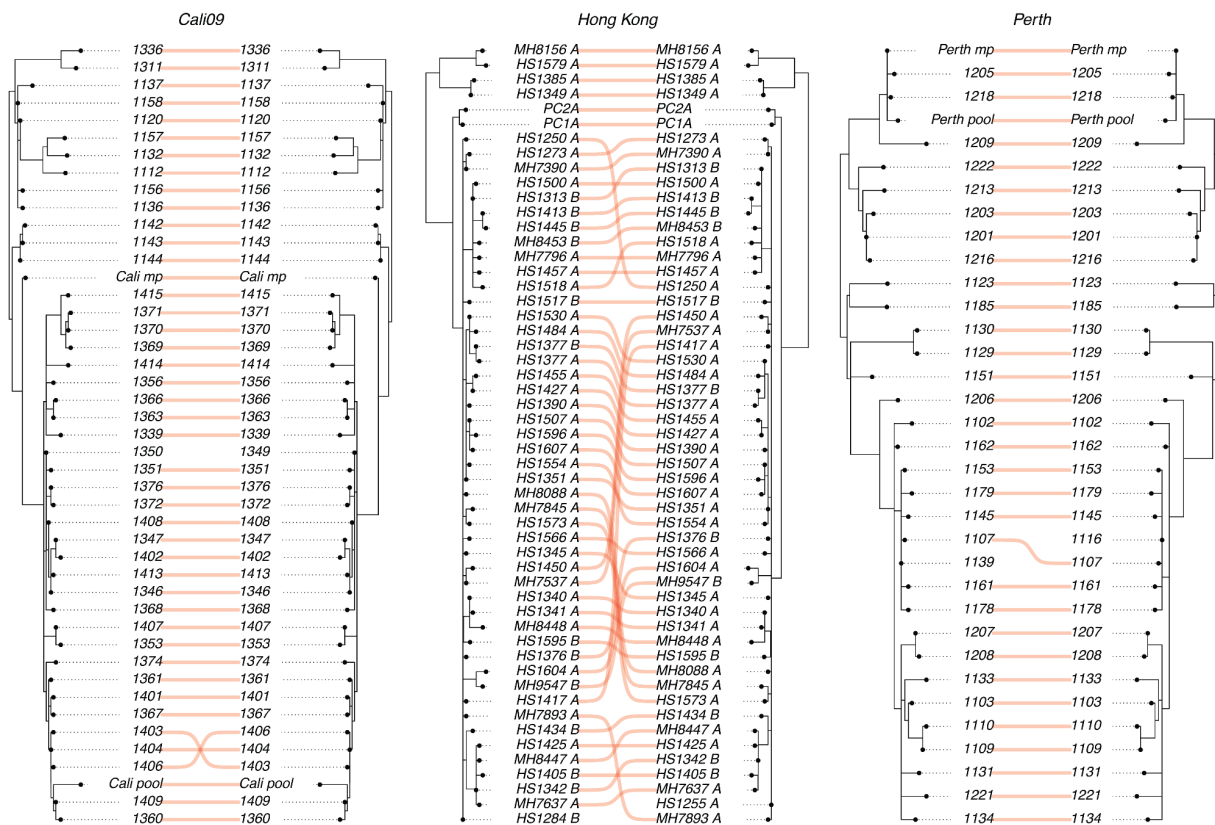 Cali09
1336 1336
1311 1311
1137 1137
1158 1158
1120 1120
1157 1157
1132 1132
1112 1112
1156 1156
1136 1136
1142 1142
1143 1143
1144 1144
Cali mp Cali mp
1415 1415
1371 1371
1370 1370
1369 1369
1414 1414
1356 1356
1366 1366
1363 1363
1339 1339
1350 1349
1351 1351
1376 1376
1372 1372
1408 1408
1347 1347
1402 1402
1413 1413
1346 1346
1368 1368
1407 1407
1353 1353
1374 1374
1361 1361
1401 1401
1367 1367
1403 1406
1404 1404
1406 1403
Cali pool Cali pool
1409 1409
1360 1360
Hong Kong
MH8156 A MH8156 A
HS1579 A HS1579 A
HS1385 A HS1385 A
HS1349 A HS1349 A
PC2A PC2A
PC1A PC1A
HS1250 A HS1273 A
HS1273 A MH7390 A
MH7390 A HS1313 B
HS1500 A HS1500 A
HS1313 B HS1413 B
HS1413 B HS1445 B
HS1445 B MH8453 B
MH8453 B HS1518 A
MH7796 A MH7796 A
HS1457 A HS1457 A
HS1518 A HS1250 A
HS1517 B HS1517 B
HS1530 A HS1450 A
HS1484 A MH7537 A
HS1377 B HS1417 A
HS1377 A HS1530 A
HS1455 A HS1484 A
HS1427 A HS1377 B
HS1390 A HS1377 A
HS1507 A HS1455 A
HS1596 A HS1427 A
HS1607 A HS1390 A
HS1554 A HS1507 A
HS1351 A HS1596 A
MH8088 A HS1607 A
MH7845 A HS1351 A
HS1573 A HS1554 A
HS1566 A HS1376 B
HS1345 A HS1566 A
HS1450 A HS1604 A
MH7537 A MH9547 B
HS1340 A HS1345 A
HS1341 A HS1340 A
MH8448 A HS1341 A
HS1595 B MH8448 A
HS1376 B HS1595 B
HS1604 A MH8088 A
MH9547 B MH7845 A
HS1417 A HS1573 A
MH7893 A HS1434 B
HS1434 B MH8447 A
HS1425 A HS1425 A
MH8447 A HS1342 B
HS1405 B HS1405 B
HS1342 B MH7637 A
MH7637 A HS1255 A
HS1284 B MH7893 A
Perth
Perth mp Perth mp
1205 1205
1218 1218
Perth pool Perth pool
1209 1209
1222 1222
1213 1213
1203 1203
1201 1201
1216 1216
1123 1123
1185 1185
1130 1130
1129 1129
1151 1151
1206 1206
1102 1102
1162 1162
1153 1153
1179 1179
1145 1145
1107 1116
1139 1107
1161 1161
1178 1178
1207 1207
1208 1208
1133 1133
1103 1103
1110 1110
1109 1109
1131 1131
1221 1221
1134 1134